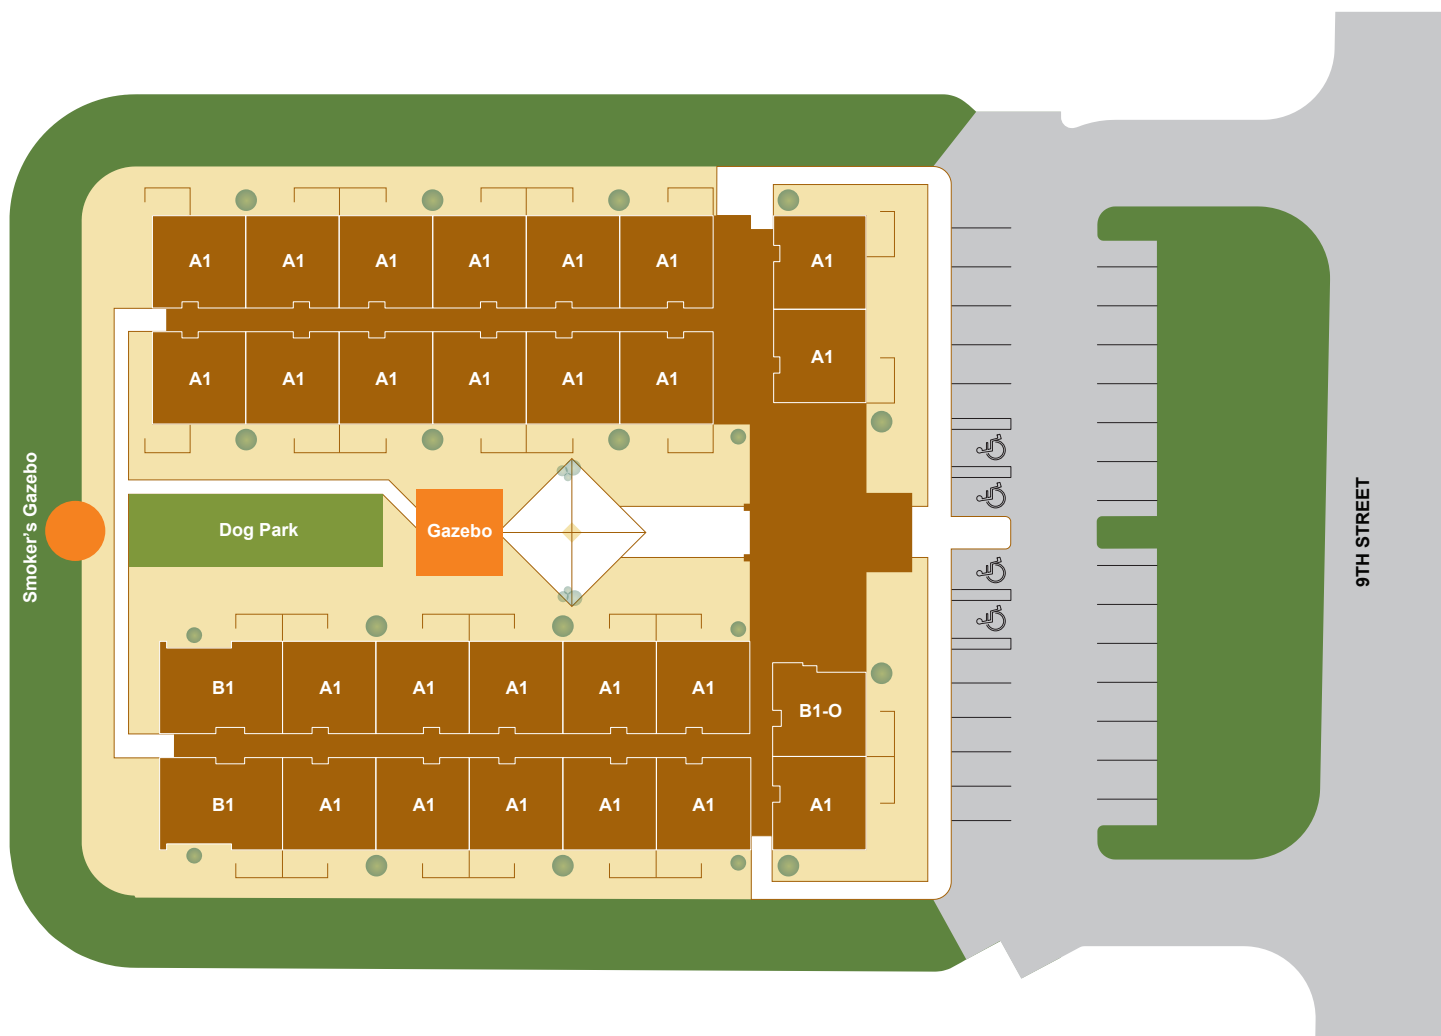 A1 A1 A1 A1 A1 A1 A1
A1
A1 A1 A1 A1 A1 A1
Smoker's Gazebo
Dog Park
Gazebo
9TH STREET
B1 A1 A1 A1 A1 A1
B1-O
B1 A1 A1 A1 A1 A1 A1